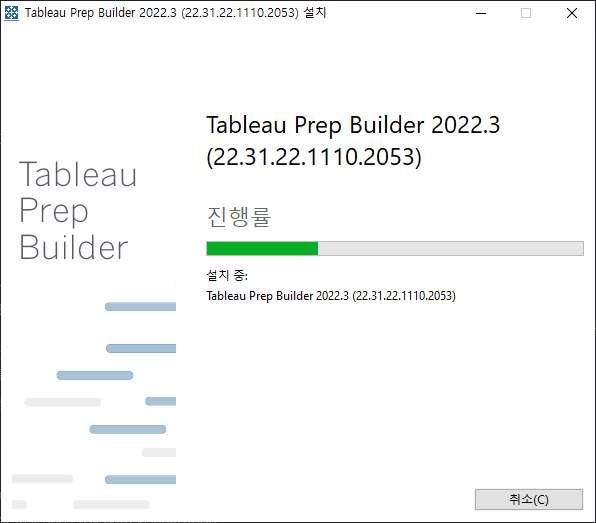 Tableau Prep Builder 2022.3 (22.31.22.1110.2053) 설치
Tableau
Prep
Builder
Tableau Prep Builder 2022.3
(22.31.22.1110.2053)
진행률
설치 중:
Tableau Prep Builder 2022.3 (22.31.22.1110.2053)
취소(C)